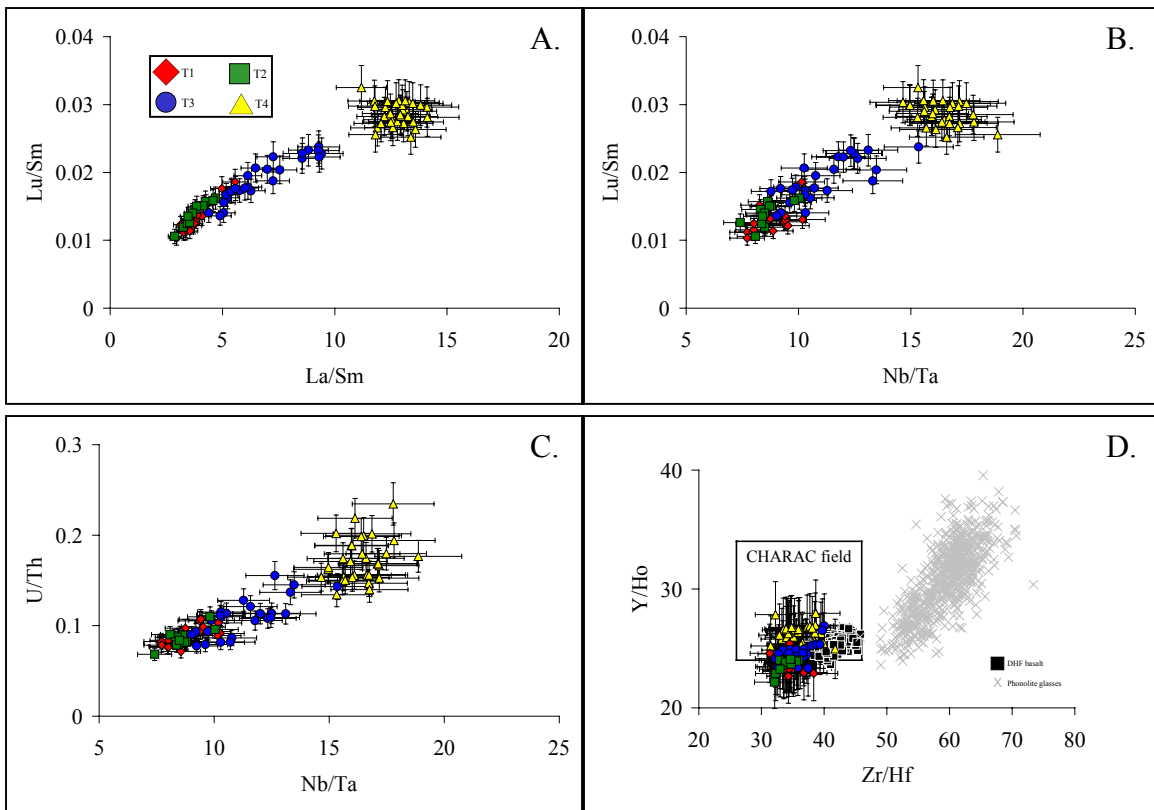 A.
0.04
0.03
0.02
0.01
0
Lu/Sm
T1
T2
T3
T4
0
5
10
15
20
La/Sm
B.
0.04
0.03
0.02
0.01
0
Lu/Sm
5
10
15
20
25
Nb/Ta
C.
0.3
0.2
0.1
0
U/Th
5
10
15
20
25
Nb/Ta
D.
40
30
20
Y/Ho
CHARAC field
DHF basalt
Phonolite glasses
20
30
40
50
60
70
80
Zr/Hf